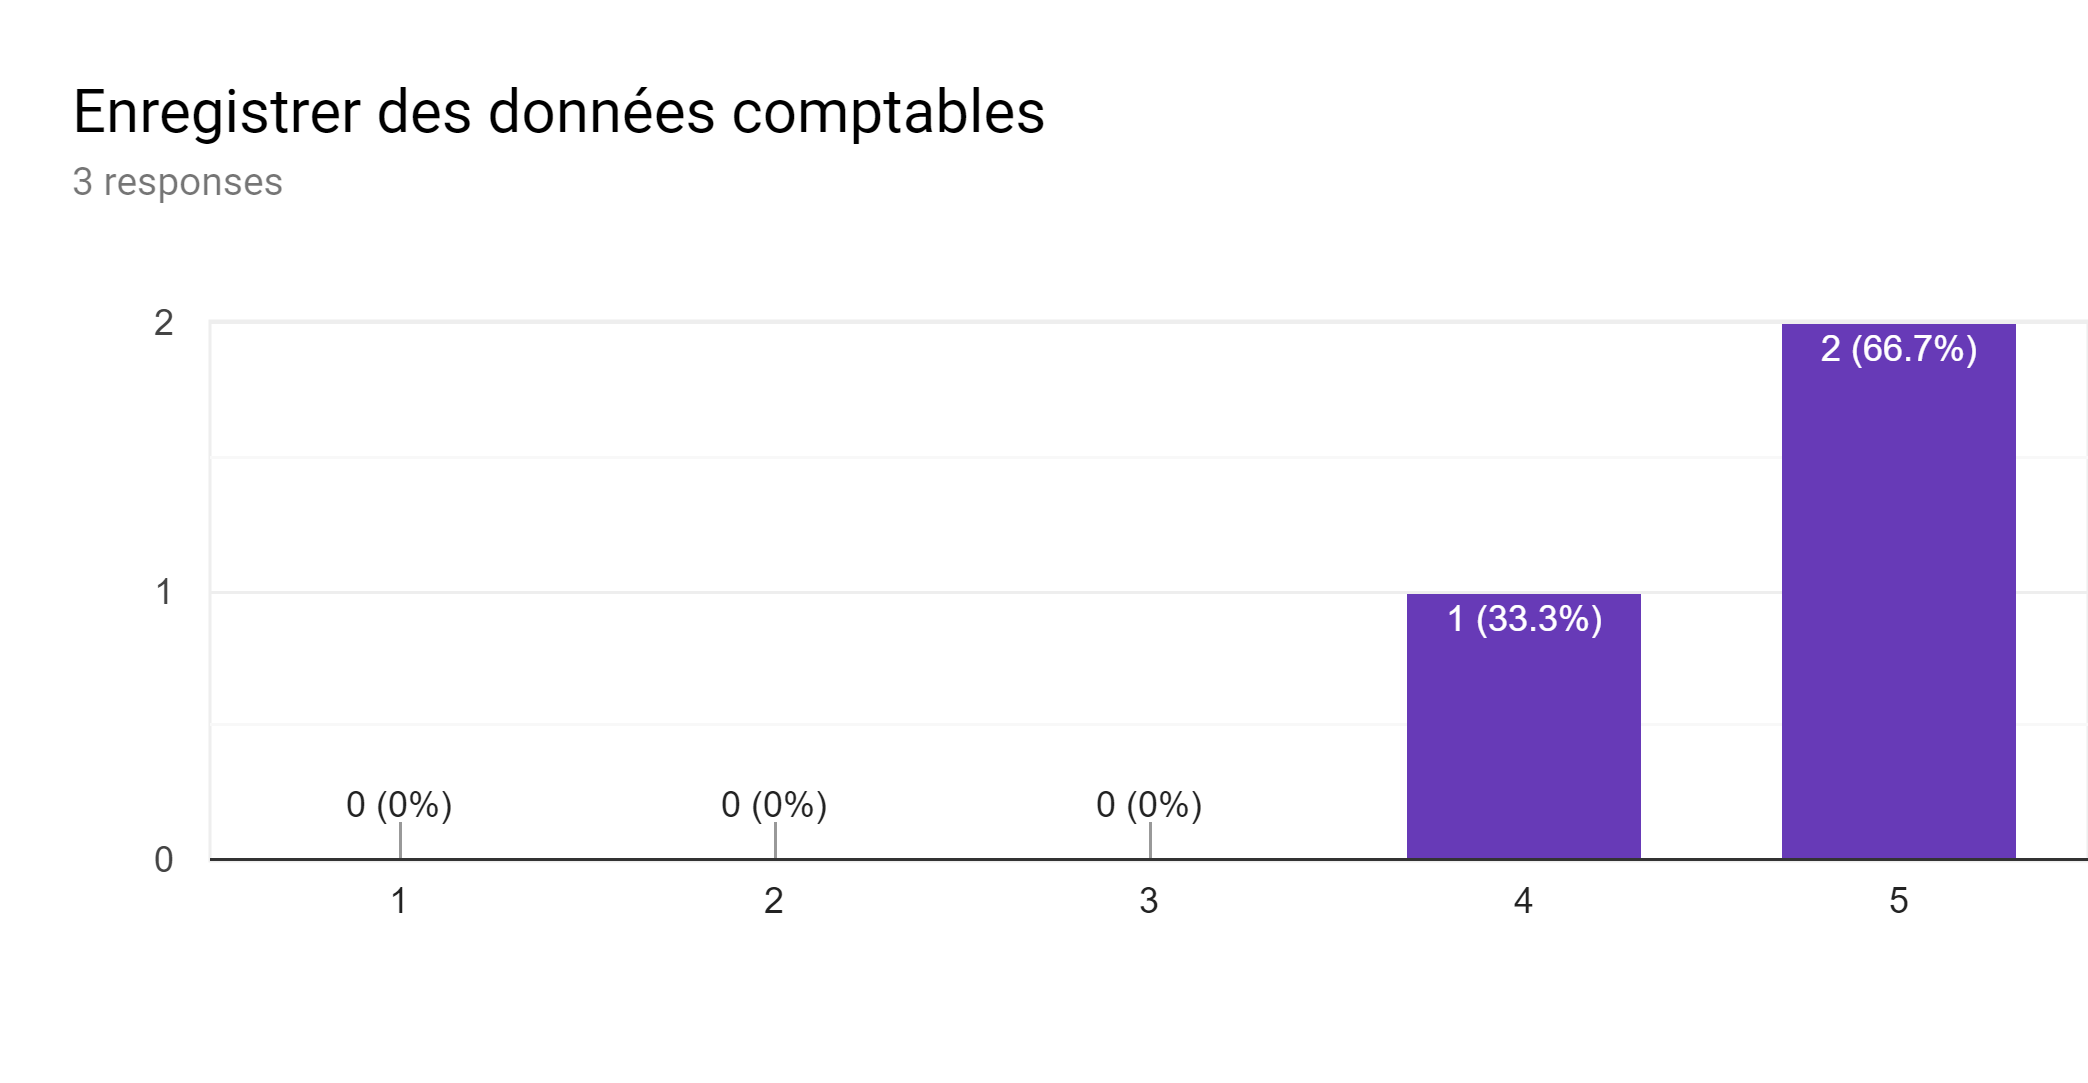 Enregistrer des données comptables
3 responses
2
2 (66.7%)
1
1 (33.3%)
0 (0%) 0 (0%) 0 (0%)
0
1 2 3 4 5